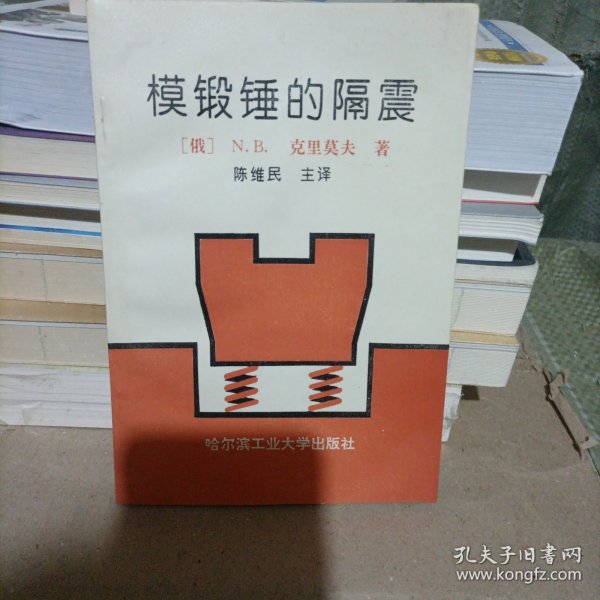 模锻锤的隔震
［俄］ N.B. 克里莫夫 著
陈维民 主译
哈尔滨工业大学出版社
孔夫子旧书网
www.kongfz.com